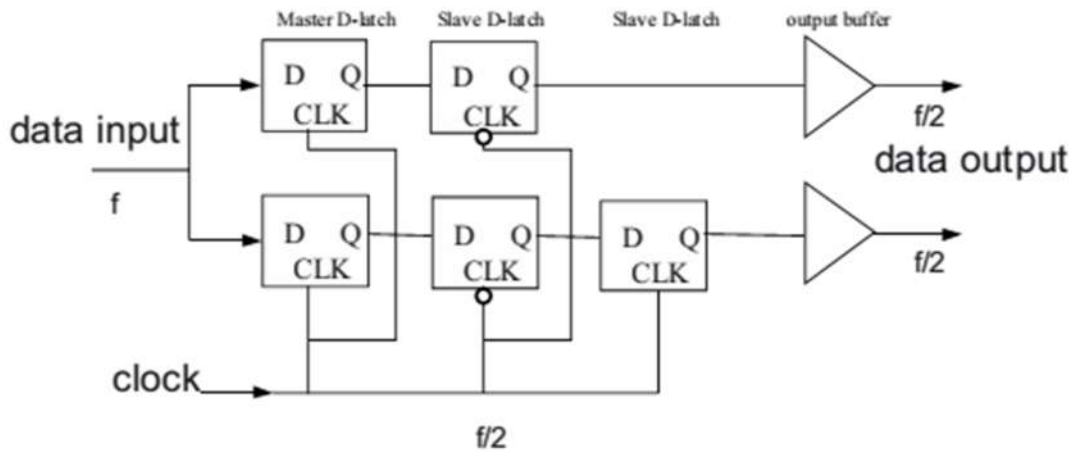 Master D-latch Slave D-latch Slave D-latch output buffer
D Q D Q
CLK CLK
data input
f/2
data output
f
D Q D Q D Q
CLK CLK CLK
f/2
clock
f/2